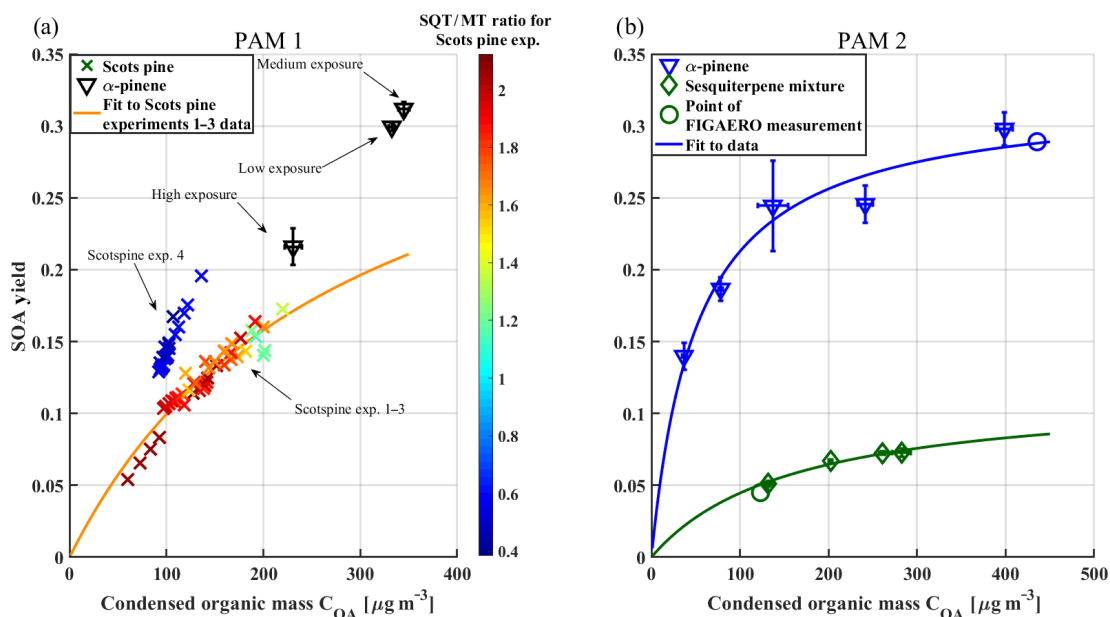 (a)
PAM 1
SQT/MT ratio for
Scots pine exp.
Scots pine
α-pinene
Fit to Scots pine
experiments 1–3 data
Medium exposure
Low exposure
High exposure
Scotspine exp. 4
Scotspine exp. 1–3
SOA yield
0.35
0.3
0.25
0.2
0.15
0.1
0.05
0
0
100
200
300
400
Condensed organic mass C_OA [μg m⁻³]
2
1.8
1.6
1.4
1.2
1
0.8
0.6
0.4
(b)
PAM 2
α-pinene
Sesquiterpene mixture
Point of
FIGAERO measurement
Fit to data
0.35
0.3
0.25
0.2
0.15
0.1
0.05
0
0
100
200
300
400
500
Condensed organic mass C_OA [μg m⁻³]